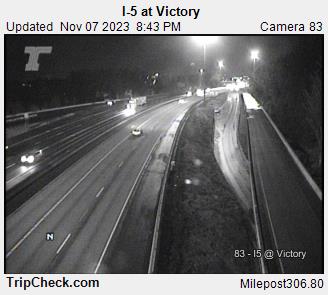 I-5 at Victory
Updated Nov 07 2023 8:43 PM Camera 83
T
N
83 - I5 @ Victory
TripCheck.com Milepost306.80